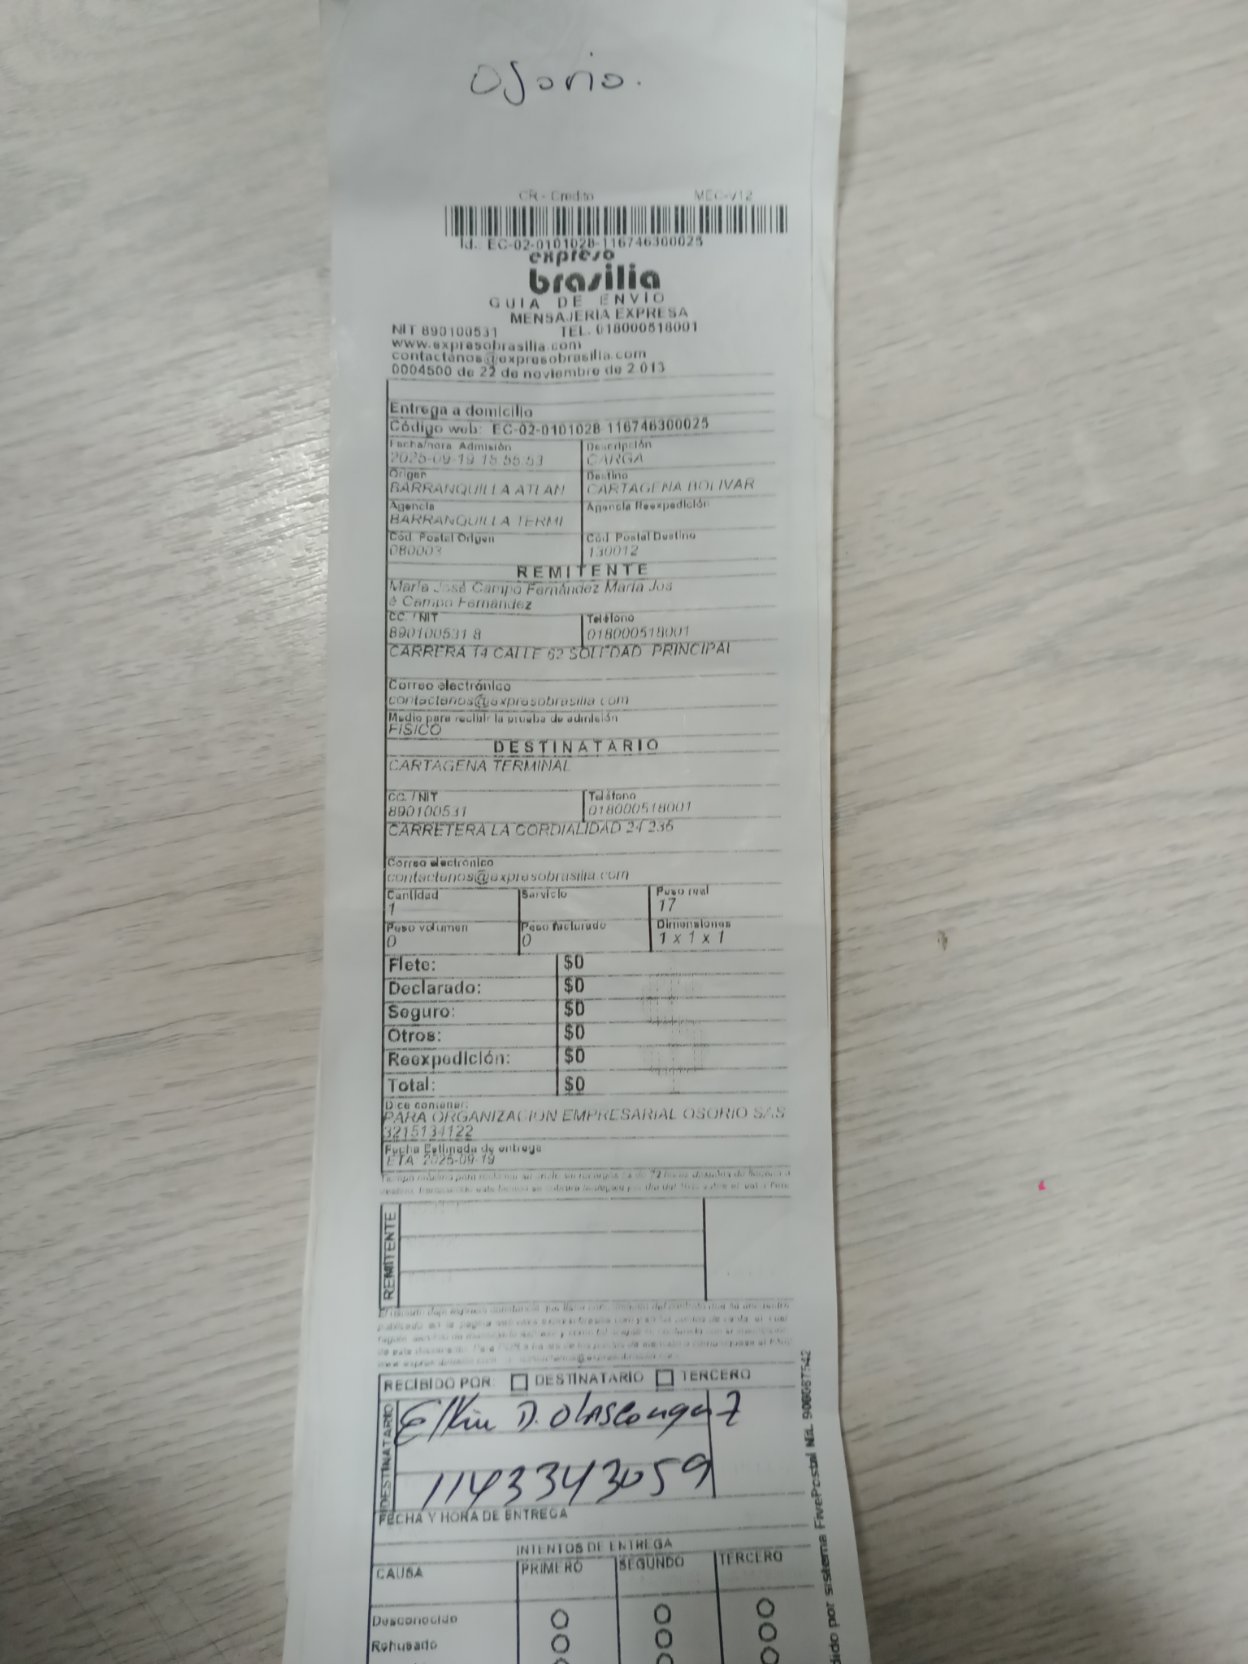 Osorio.
CR - Credito MEC-V12
Id.: EC-02-0101028-116746300025
expreso
brasilia
GUIA DE ENVIO
MENSAJERIA EXPRESA
NIT 890100531 TEL. 018000518001
www.expresobrasilia.com
contactenos@expresobrasilia.com
0004500 de 22 de noviembre de 2.013
Entrega a domicilio
Código web: EC-02-0101028-116746300025
Fecha/hora Admisión Descripción
2025-09-19 15:55:53 CARGA
Origen Destino
BARRANQUILLA ATLAN CARTAGENA BOLIVAR
Agencia Agencia Reexpedición
BARRANQUILLA TERMI
Cód. Postal Origen Cód. Postal Destino
080003 130012
REMITENTE
María José Campo Fernández María Jos
é Campo Fernández
CC. / NIT Teléfono
890100531 8 018000518001
CARRERA 14 CALLE 62 SOLEDAD PRINCIPAL
Correo electrónico
contactenos@expresobrasilia.com
Medio para recibir la prueba de admisión
FISICO
DESTINATARIO
CARTAGENA TERMINAL
CC. / NIT Teléfono
890100531 018000518001
CARRETERA LA CORDIALIDAD 24 236
Correo electrónico
contactenos@expresobrasilia.com
Cantidad Servicio Peso real
1 17
Peso volumen Peso facturado Dimensiones
0 0 1 x 1 x 1
Flete: $0
Declarado: $0
Seguro: $0
Otros: $0
Reexpedición: $0
Total: $0
Dice contener:
PARA ORGANIZACION EMPRESARIAL OSORIO SAS
3215134122
Fecha Estimada de entrega
ETA: 2025-09-19
REMITENTE
RECIBIDO POR: DESTINATARIO TERCERO
DESTINATARIO
Elkin D. Olascoaga Z
1143343059
FECHA Y HORA DE ENTREGA
INTENTOS DE ENTREGA
CAUSA PRIMERO SEGUNDO TERCERO
Desconocido
Rehusado
dido por sistema FivePostal Nit. 900867542